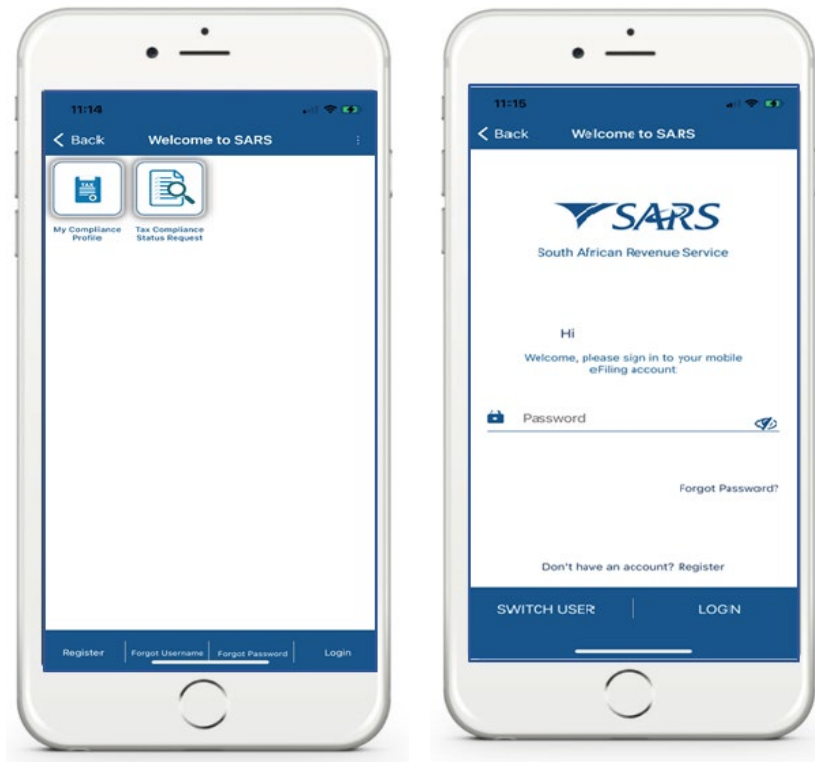 11:14
Back Welcome to SARS
TAX
My Compliance
Profile
Tax Compliance
Status Request
Register Forgot Username Forgot Password Login
11:15
Back Welcome to SARS
SARS
South African Revenue Service
Hi
Welcome, please sign in to your mobile
eFiling account
Password
Forgot Password?
Don't have an account? Register
SWITCH USER LOGIN